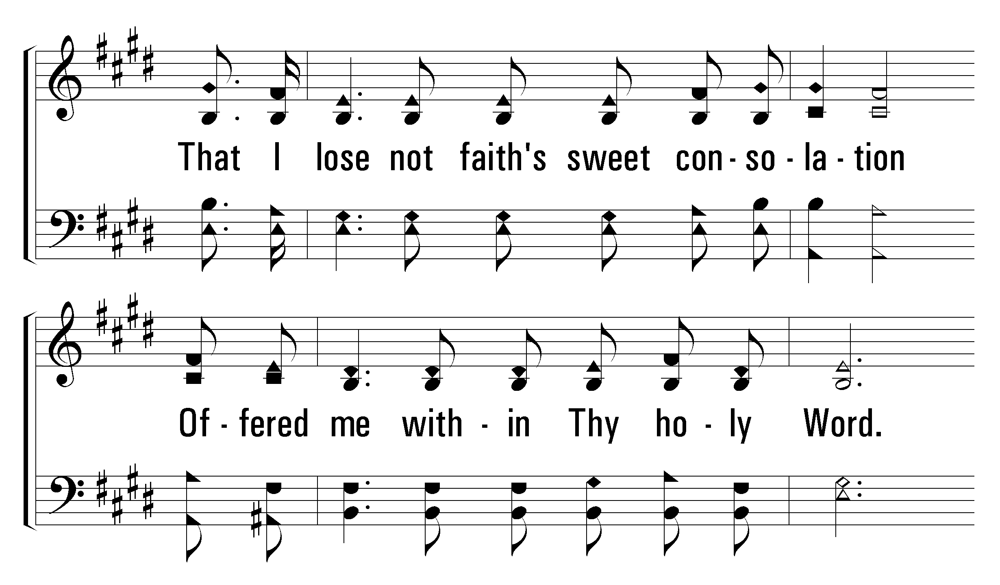 That I lose not faith's sweet con - so - la - tion
Of - fered me with - in Thy ho - ly Word.